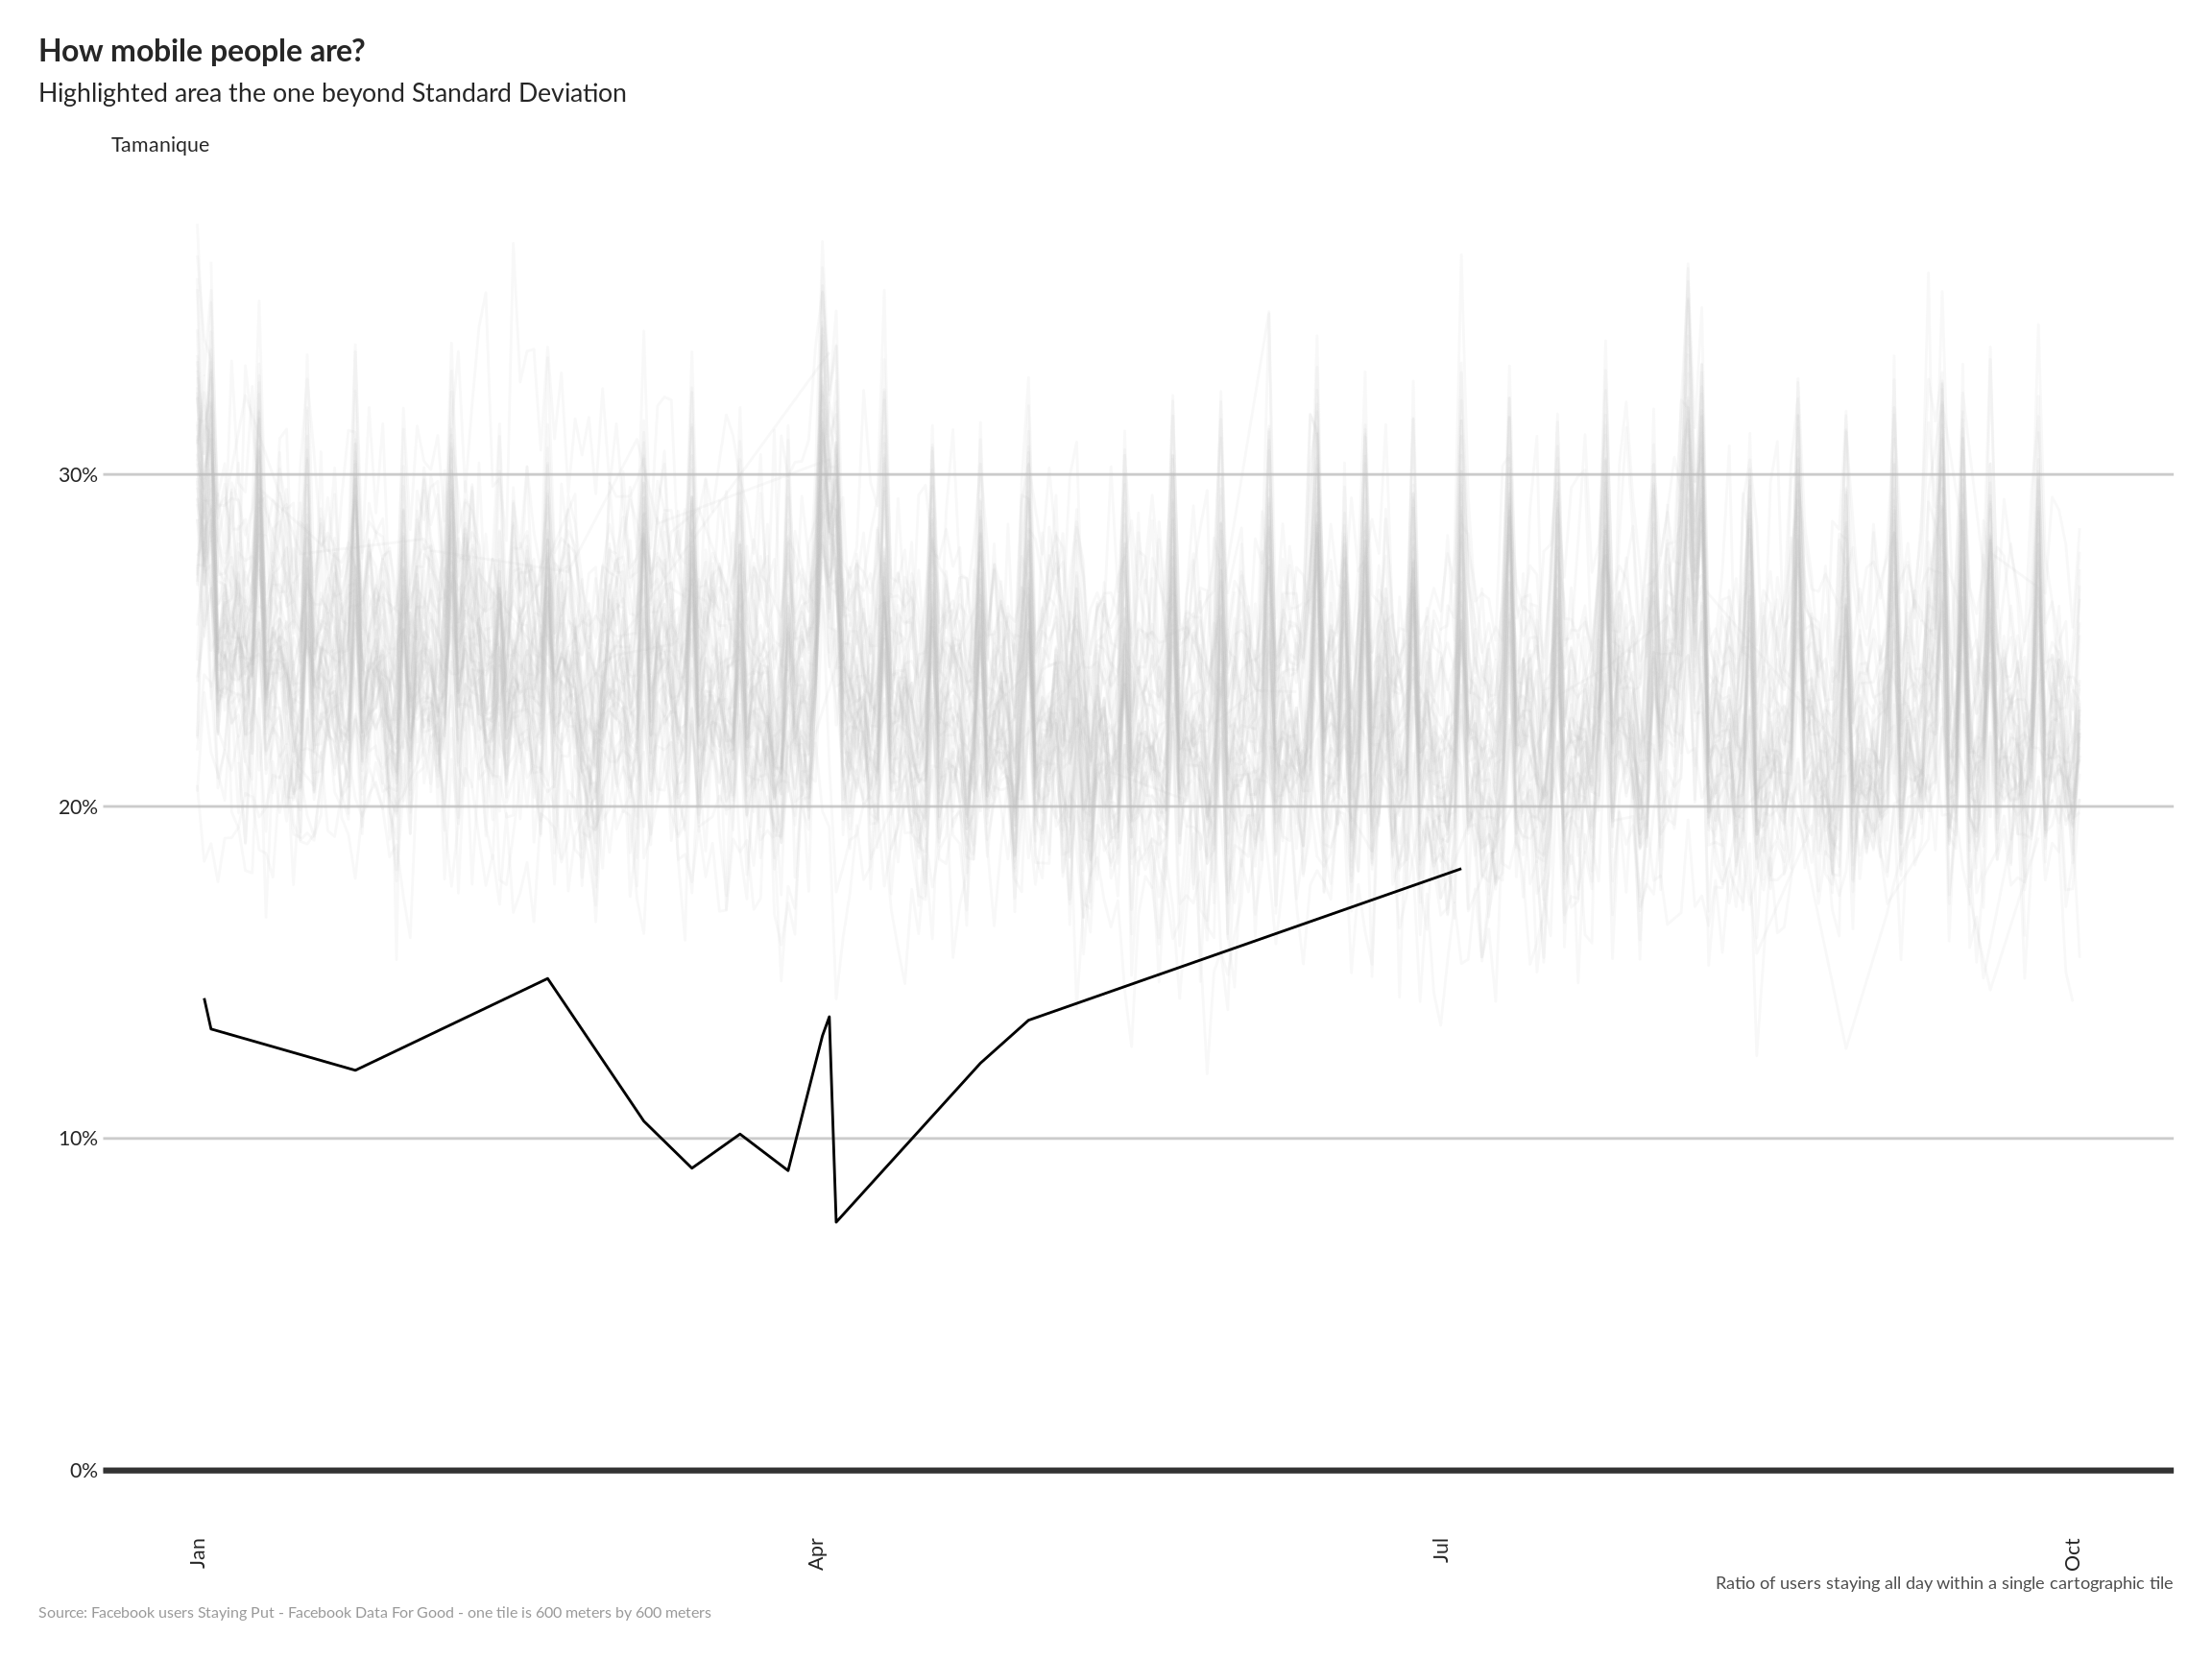 How mobile people are?
Highlighted area the one beyond Standard Deviation
Tamanique
30%
20%
10%
0%
Jan
Apr
Jul
Oct
Ratio of users staying all day within a single cartographic tile
Source: Facebook users Staying Put - Facebook Data For Good - one tile is 600 meters by 600 meters